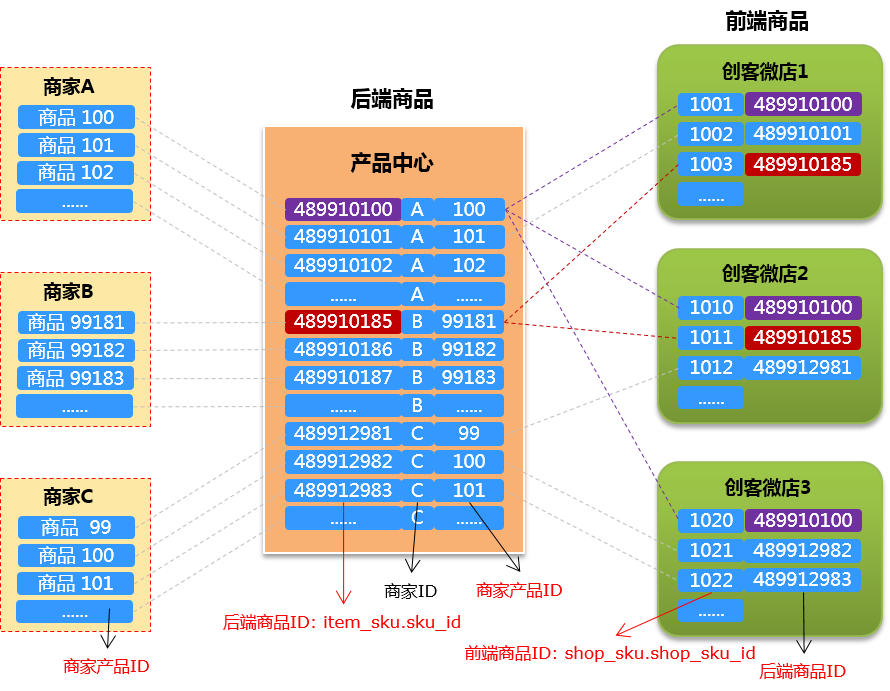 前端商品
后端商品
商家A
商品 100
商品 101
商品 102
......
商家B
商品 99181
商品 99182
商品 99183
......
商家C
商品 99
商品 100
商品 101
......
商家产品ID
产品中心
489910100 A 100
489910101 A 101
489910102 A 102
...... A ......
489910185 B 99181
489910186 B 99182
489910187 B 99183
...... B ......
489912981 C 99
489912982 C 100
489912983 C 101
...... C ......
商家ID
商家产品ID
后端商品ID: item_sku.sku_id
创客微店1
1001 489910100
1002 489910101
1003 489910185
......
创客微店2
1010 489910100
1011 489910185
1012 489912981
......
创客微店3
1020 489910100
1021 489912982
1022 489912983
......
前端商品ID: shop_sku.shop_sku_id
后端商品ID